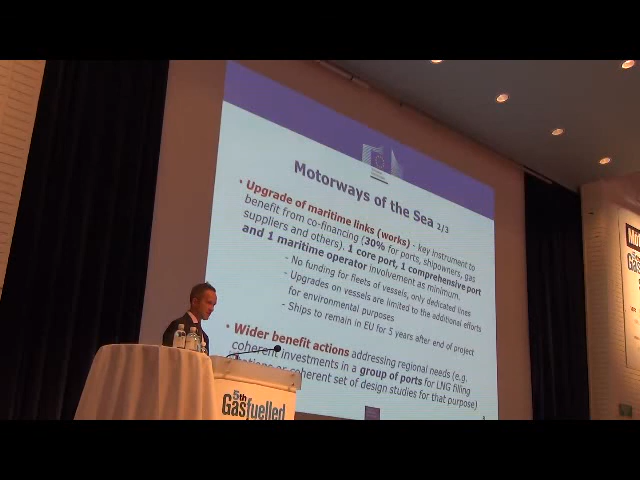 Motorways of the Sea 1/3
• Upgrade of maritime links (works) - key instrument to
benefit from co-financing (30% for ports, shipowners, gas
suppliers and others). 1 core port, 1 comprehensive port
and 1 maritime operator involvement as minimum.
- No funding for fleets of vessels, only dedicated lines
- Upgrades on vessels are limited to the additional efforts
for environmental purposes
- Ships to remain in EU for 5 years after end of project
• Wider benefit actions addressing regional needs (e.g.
coherent investments in a group of ports for LNG filling
or coherent set of design studies for that purpose)
5th
Gasfuelled
5th